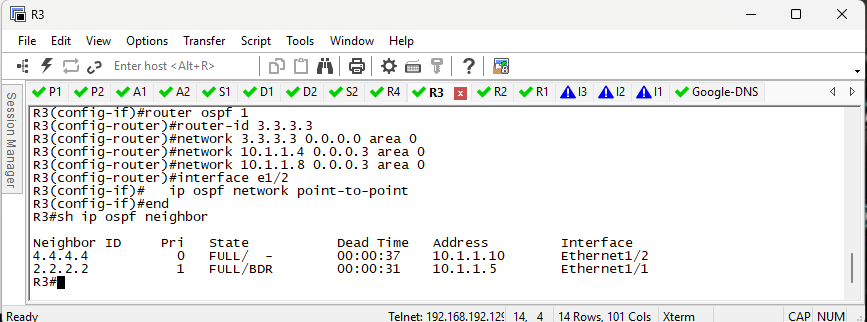 R3
File Edit View Options Transfer Script Tools Window Help
Enter host <Alt+R>
Session Manager
P1 P2 A1 A2 S1 D1 D2 S2 R4 R3 x R2 R1 I3 I2 I1 Google-DNS
R3(config-if)#router ospf 1
R3(config-router)#router-id 3.3.3.3
R3(config-router)#network 3.3.3.3 0.0.0.0 area 0
R3(config-router)#network 10.1.1.4 0.0.0.3 area 0
R3(config-router)#network 10.1.1.8 0.0.0.3 area 0
R3(config-router)#interface e1/2
R3(config-if)#   ip ospf network point-to-point
R3(config-if)#end
R3#sh ip ospf neighbor
Neighbor ID     Pri   State           Dead Time   Address         Interface
4.4.4.4           0   FULL/  -        00:00:37    10.1.1.10       Ethernet1/2
2.2.2.2           1   FULL/BDR        00:00:31    10.1.1.5        Ethernet1/1
R3#
Ready Telnet: 192.168.192.129 14, 4 14 Rows, 101 Cols Xterm CAP NUM